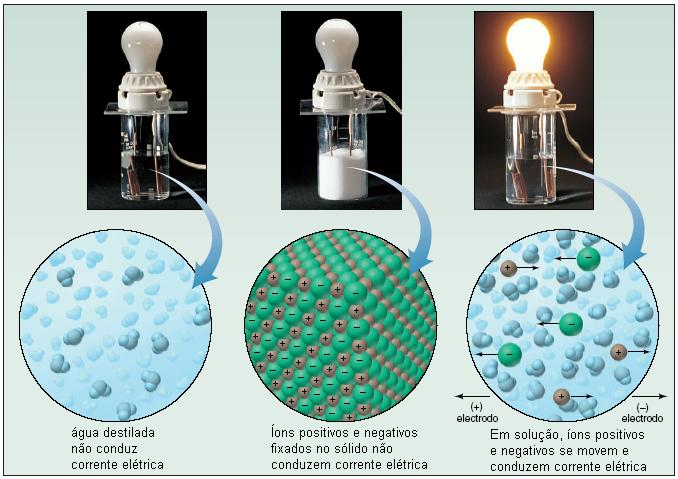 água destilada
não conduz
corrente elétrica
Íons positivos e negativos
fixados no sólido não
conduzem corrente elétrica
(+)
electrodo
(−)
electrodo
Em solução, íons positivos
e negativos se movem e
conduzem corrente elétrica